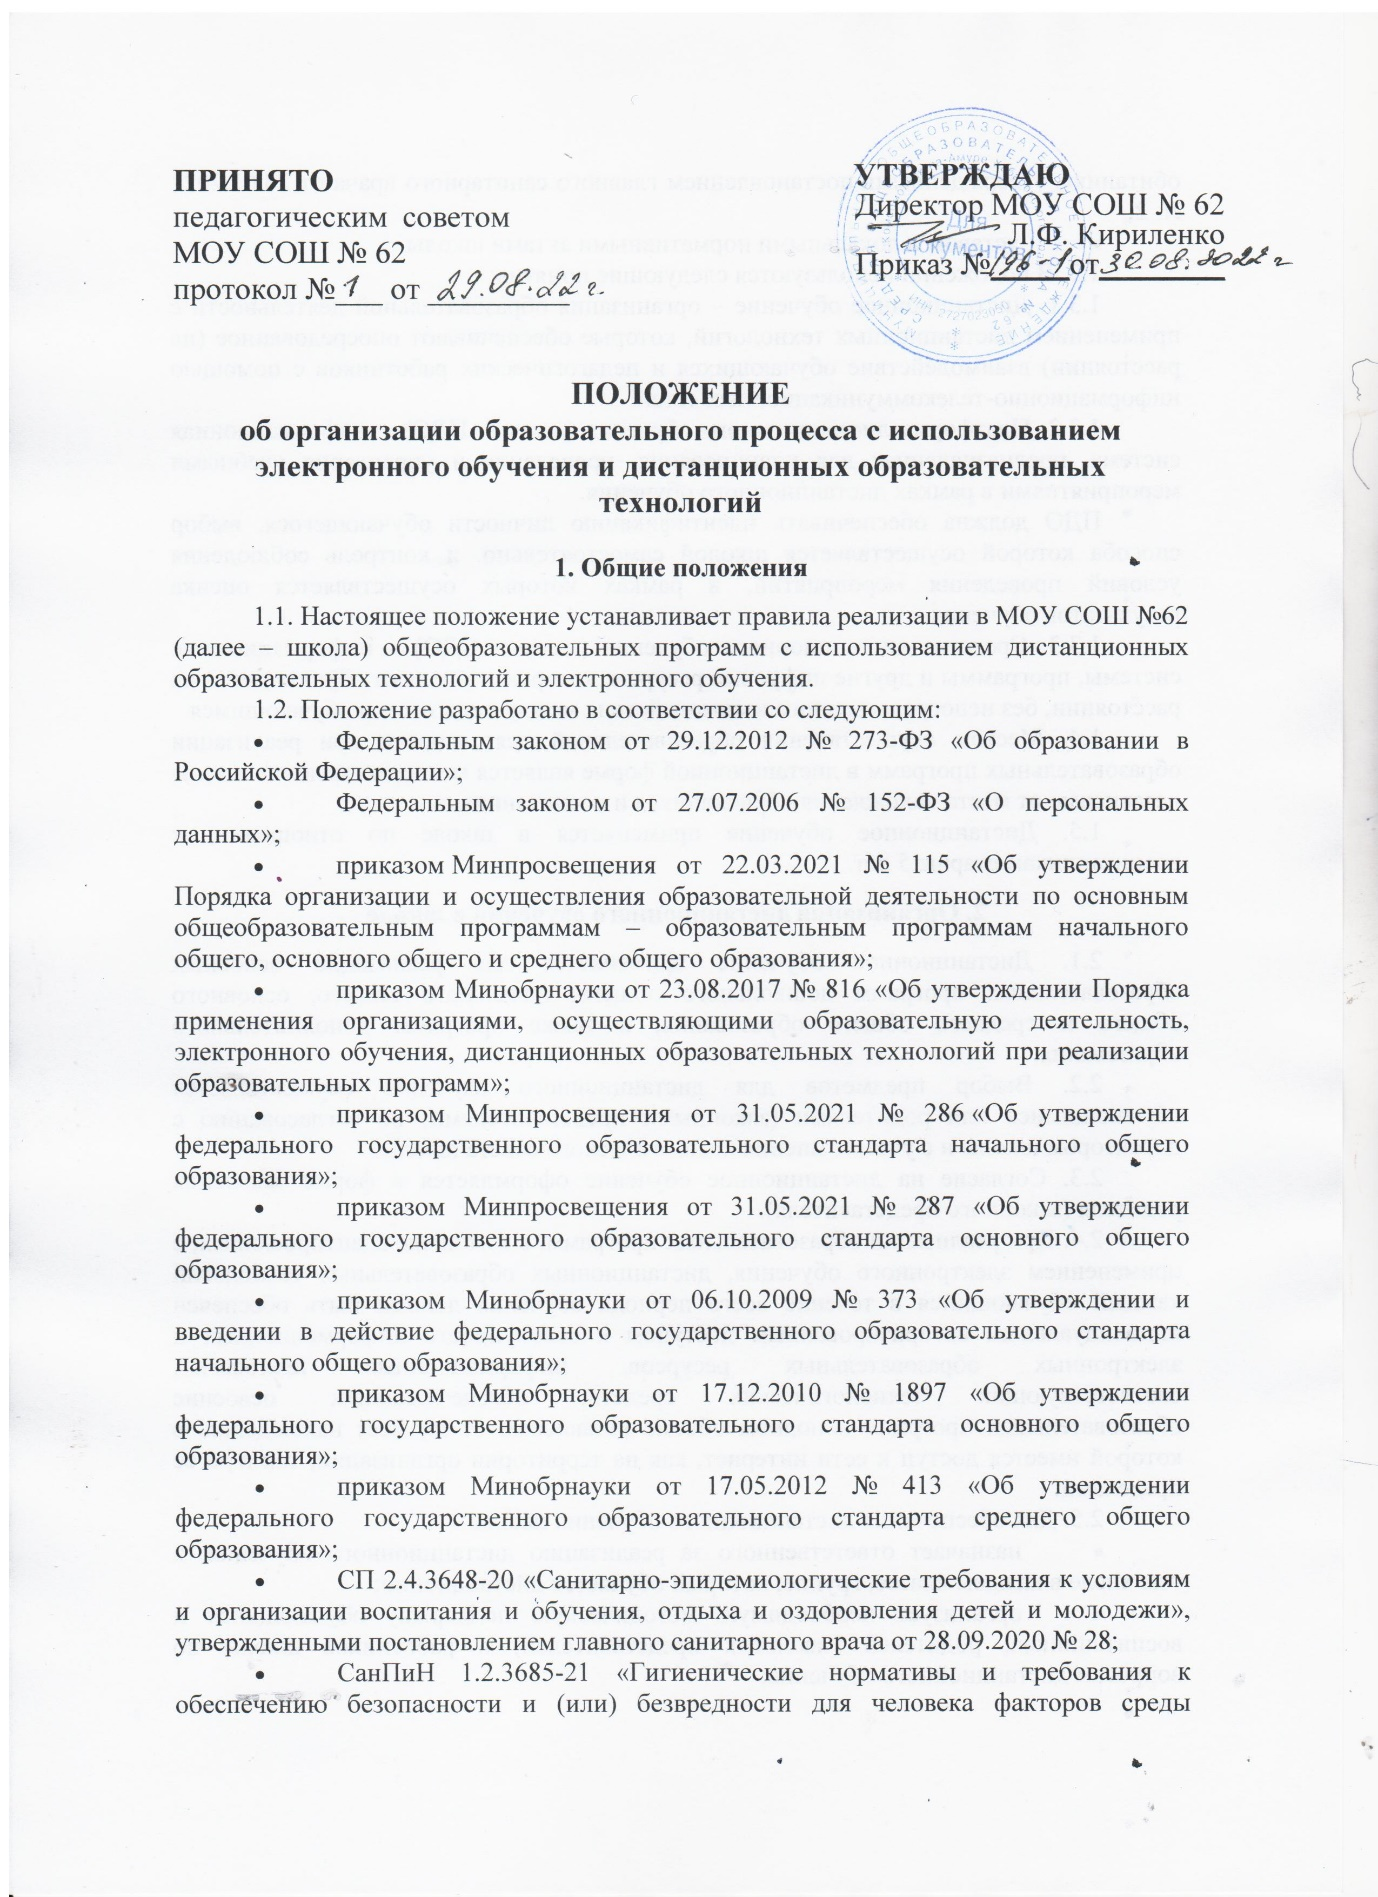 ПРИНЯТО
педагогическим советом
МОУ СОШ № 62
протокол № 1 от 29.08.22 г.
УТВЕРЖДАЮ
Директор МОУ СОШ № 62
Л.Ф. Кириленко
Приказ № 196-1 от 30.08.2022 г
Для
документов
ПОЛОЖЕНИЕ
об организации образовательного процесса с использованием
электронного обучения и дистанционных образовательных
технологий
1. Общие положения
1.1. Настоящее положение устанавливает правила реализации в МОУ СОШ №62
(далее – школа) общеобразовательных программ с использованием дистанционных
образовательных технологий и электронного обучения.
1.2. Положение разработано в соответствии со следующим:
• Федеральным законом от 29.12.2012 № 273-ФЗ «Об образовании в
Российской Федерации»;
• Федеральным законом от 27.07.2006 № 152-ФЗ «О персональных
данных»;
• приказом Минпросвещения от 22.03.2021 № 115 «Об утверждении
Порядка организации и осуществления образовательной деятельности по основным
общеобразовательным программам – образовательным программам начального
общего, основного общего и среднего общего образования»;
• приказом Минобрнауки от 23.08.2017 № 816 «Об утверждении Порядка
применения организациями, осуществляющими образовательную деятельность,
электронного обучения, дистанционных образовательных технологий при реализации
образовательных программ»;
• приказом Минпросвещения от 31.05.2021 № 286 «Об утверждении
федерального государственного образовательного стандарта начального общего
образования»;
• приказом Минпросвещения от 31.05.2021 № 287 «Об утверждении
федерального государственного образовательного стандарта основного общего
образования»;
• приказом Минобрнауки от 06.10.2009 № 373 «Об утверждении и
введении в действие федерального государственного образовательного стандарта
начального общего образования»;
• приказом Минобрнауки от 17.12.2010 № 1897 «Об утверждении
федерального государственного образовательного стандарта основного общего
образования»;
• приказом Минобрнауки от 17.05.2012 № 413 «Об утверждении
федерального государственного образовательного стандарта среднего общего
образования»;
• СП 2.4.3648-20 «Санитарно-эпидемиологические требования к условиям
и организации воспитания и обучения, отдыха и оздоровления детей и молодежи»,
утвержденными постановлением главного санитарного врача от 28.09.2020 № 28;
• СанПиН 1.2.3685-21 «Гигиенические нормативы и требования к
обеспечению безопасности и (или) безвредности для человека факторов среды